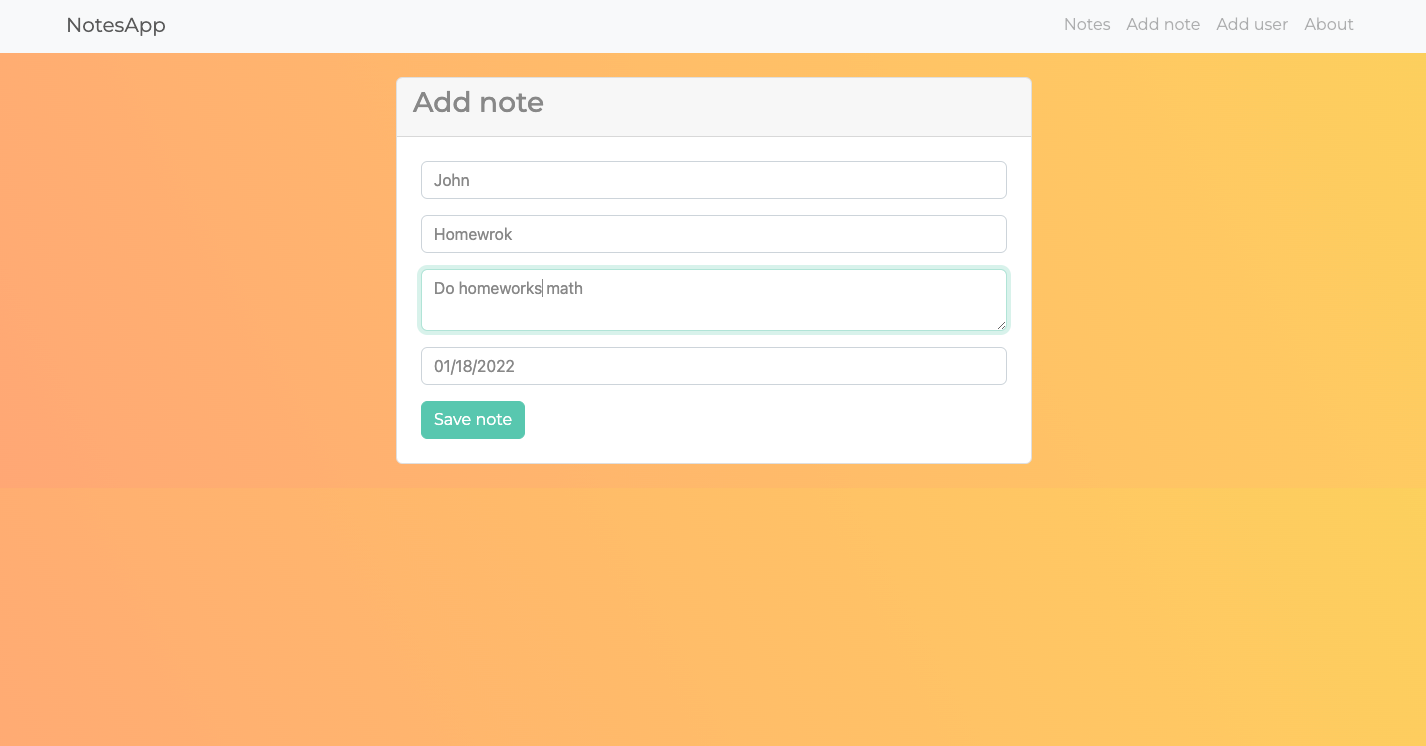 NotesApp Notes Add note Add user About
Add note
John
Homewrok
Do homeworks math
01/18/2022
Save note